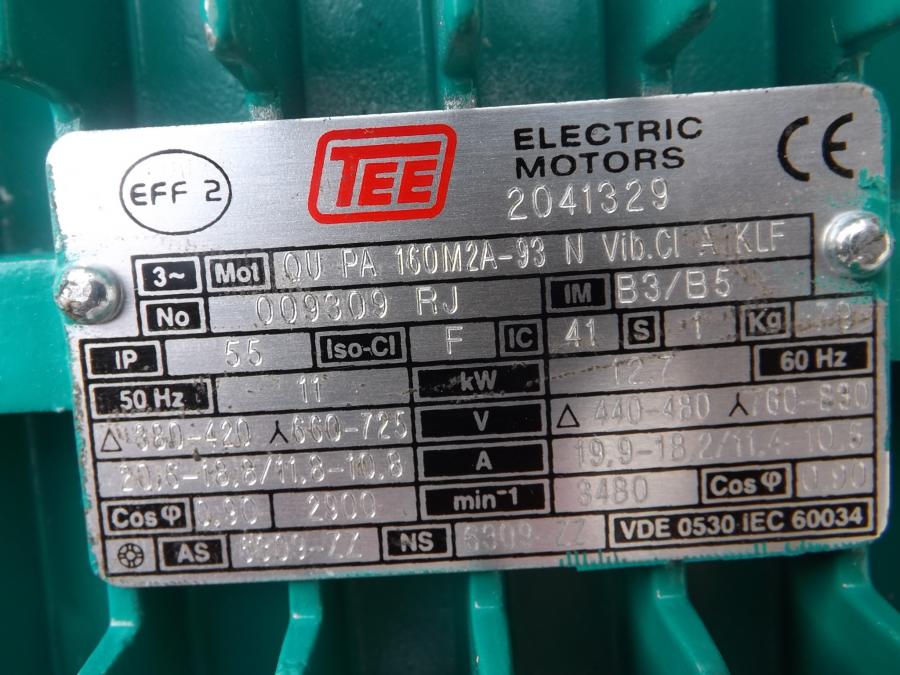 EFF 2
TEE
ELECTRIC MOTORS
2041329
CE
3~ Mot QU PA 160M2A-93 N Vib.Cl A KLF
No 009309 RJ IM B3/B5
IP 55 Iso-Cl F IC 41 S 1 Kg
50 Hz 11 kW 12.7 60 Hz
△ 380-420 ⅄ 660-725 V △ 440-480 ⅄ 760-830
20.6-18.8/11.8-10.8 A 19.9-18.2/11.4-10.5
Cos φ 0.90 2900 min⁻¹ 3480 Cos φ 0.90
AS 6309-ZZ NS 6309-ZZ VDE 0530 IEC 60034